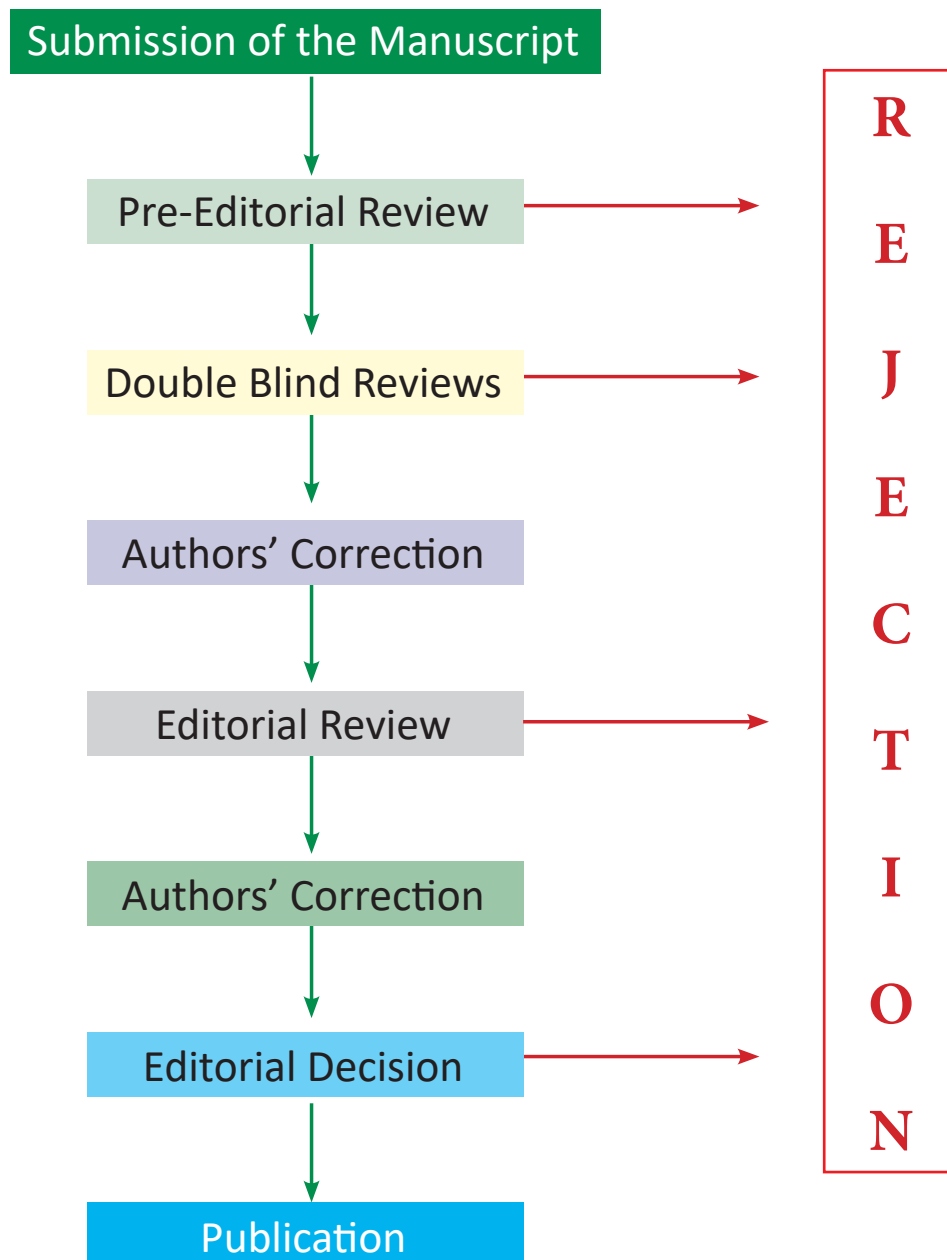 Submission of the Manuscript
Pre-Editorial Review
Double Blind Reviews
Authors’ Correction
Editorial Review
Authors’ Correction
Editorial Decision
Publication
R
E
J
E
C
T
I
O
N